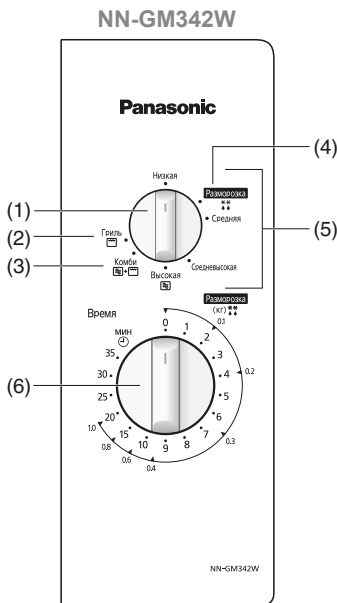 NN-GM342W
Panasonic
Низкая
(4)
Разморозка
(1)
Средняя
(5)
(2)
Гриль
(3)
Комби
Средневысокая
Высокая
Разморозка
(кг)
Время
мин
0
1
2
3
4
5
6
7
8
9
10
15
20
25
30
35
0.1
0.2
0.3
0.4
0.6
0.8
1.0
(6)
NN-GM342W